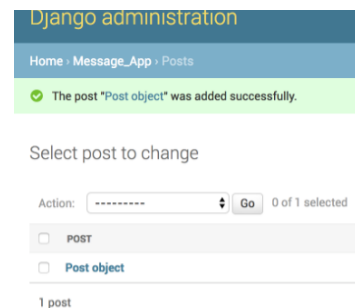 Django administration
Home › Message_App › Posts
The post "Post object" was added successfully.
Select post to change
Action: --------- Go 0 of 1 selected
POST
Post object
1 post